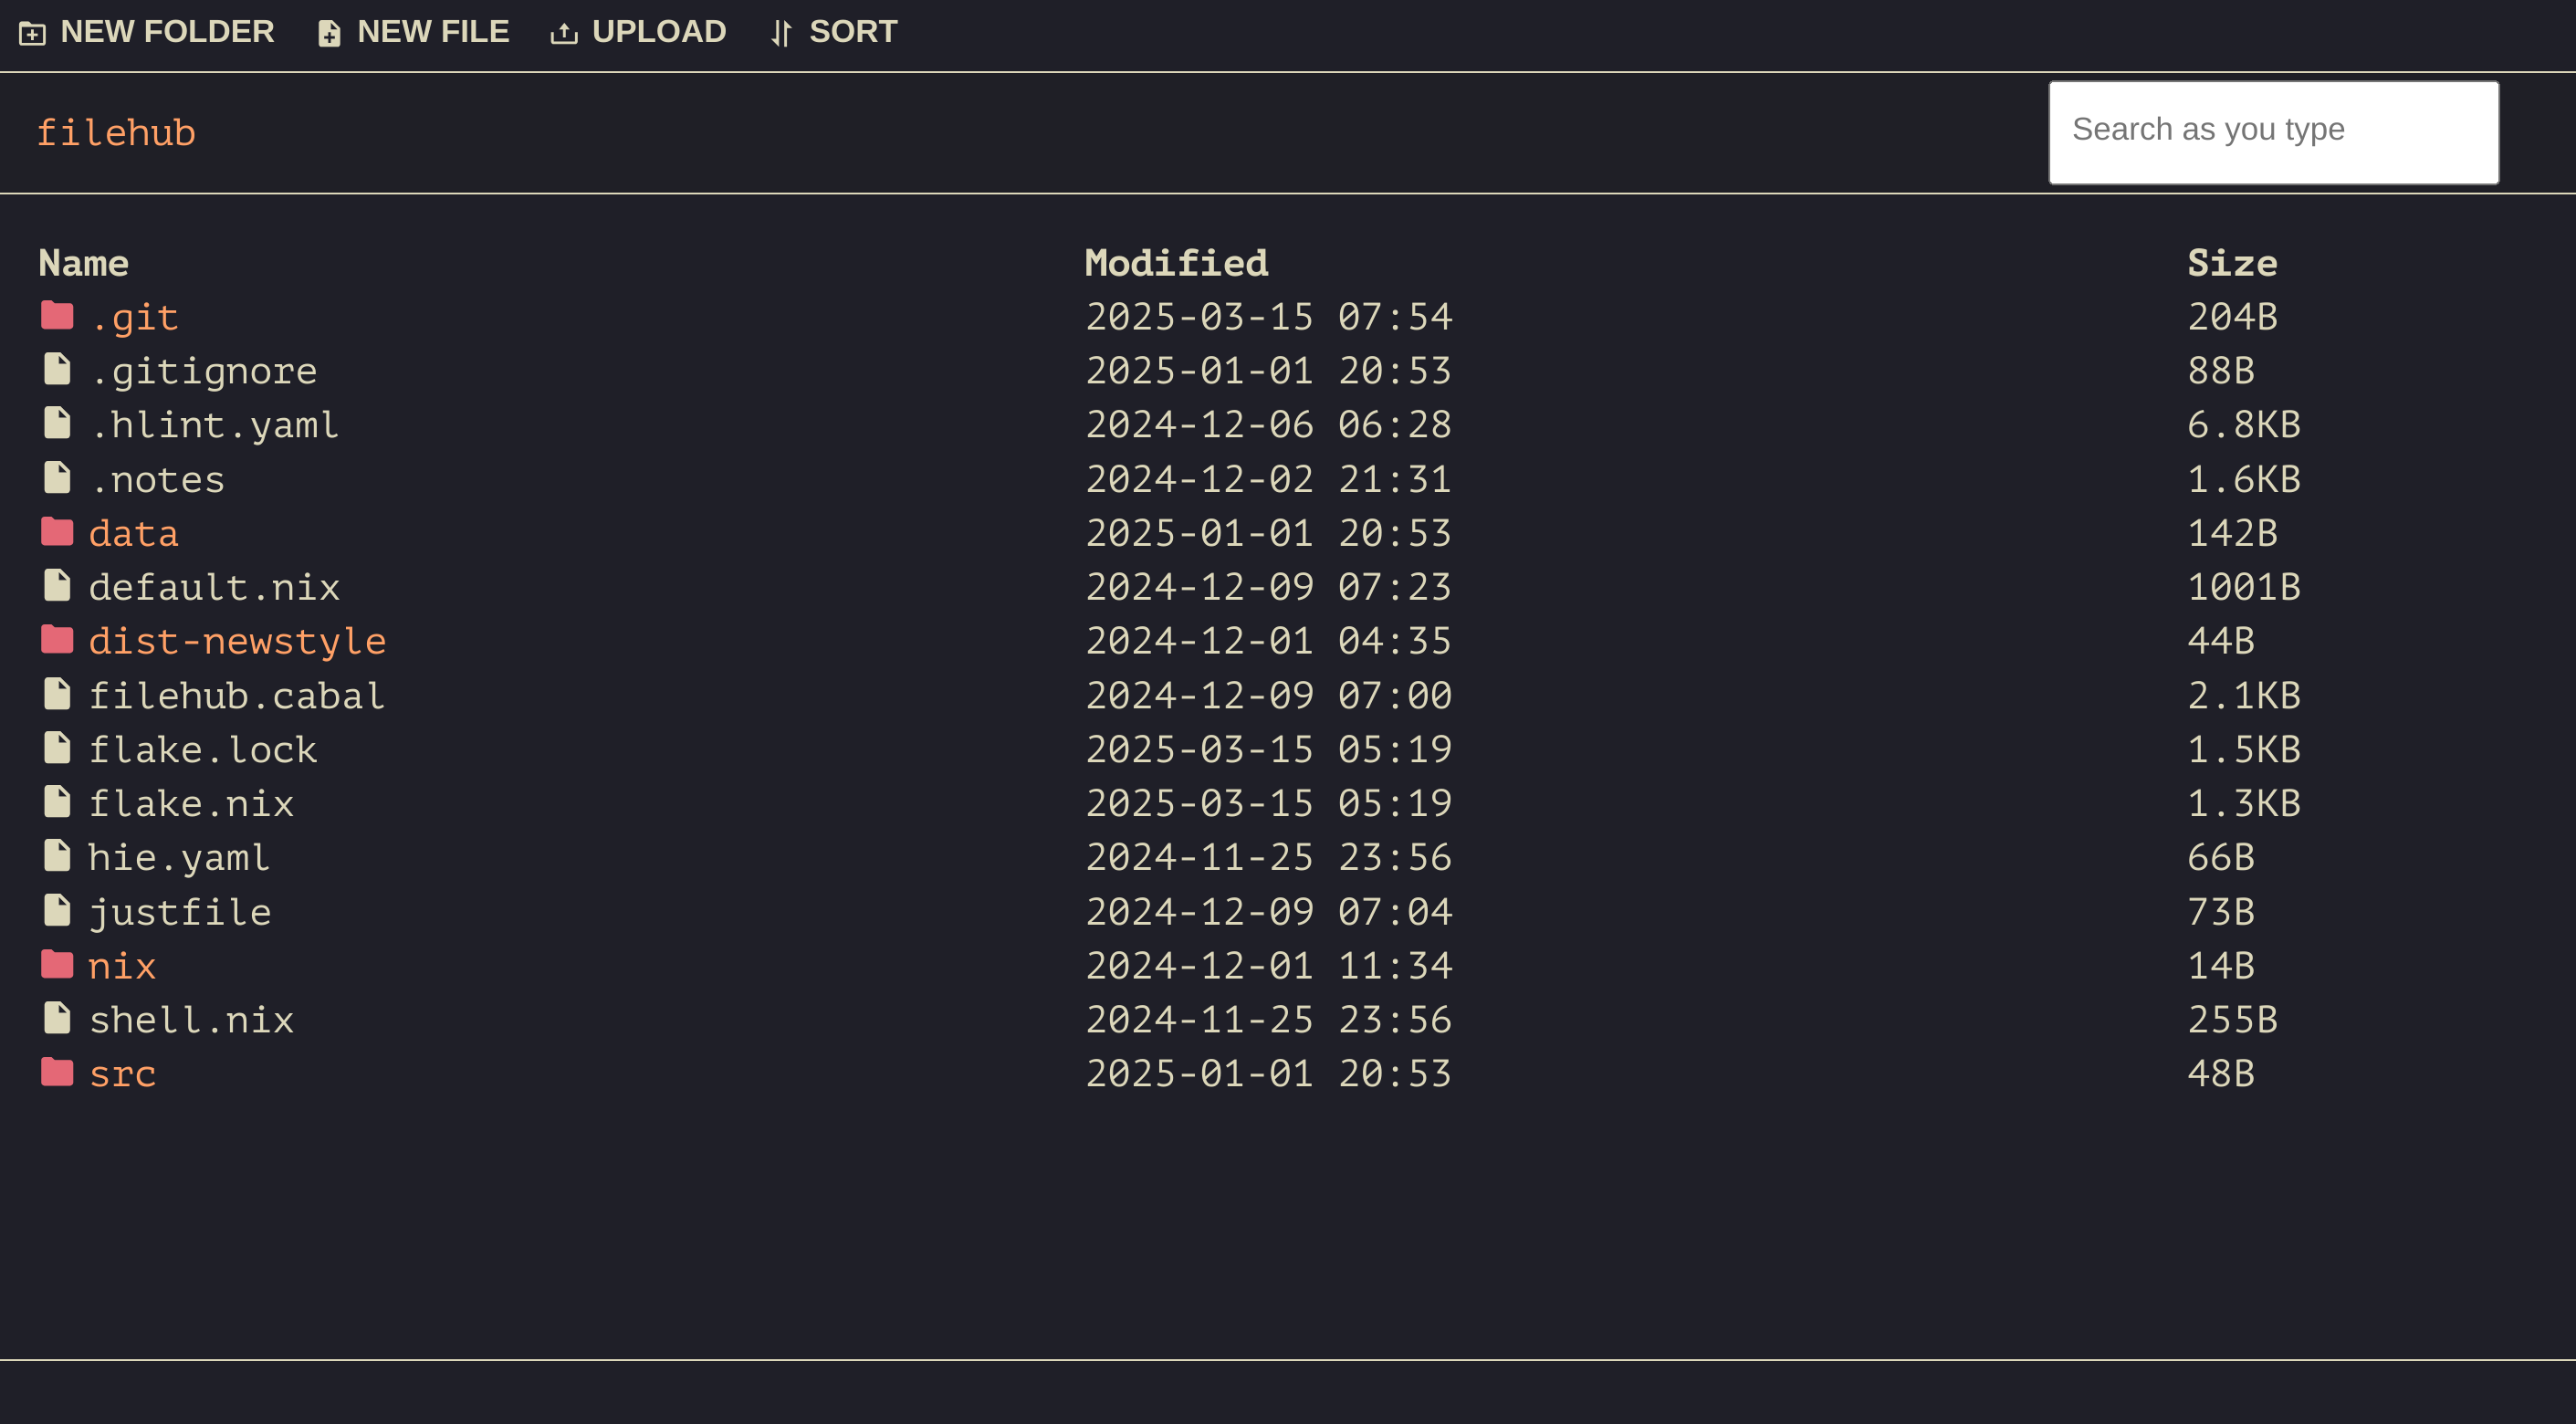 NEW FOLDER NEW FILE UPLOAD SORT
filehub Search as you type
Name Modified Size
.git 2025-03-15 07:54 204B
.gitignore 2025-01-01 20:53 88B
.hlint.yaml 2024-12-06 06:28 6.8KB
.notes 2024-12-02 21:31 1.6KB
data 2025-01-01 20:53 142B
default.nix 2024-12-09 07:23 1001B
dist-newstyle 2024-12-01 04:35 44B
filehub.cabal 2024-12-09 07:00 2.1KB
flake.lock 2025-03-15 05:19 1.5KB
flake.nix 2025-03-15 05:19 1.3KB
hie.yaml 2024-11-25 23:56 66B
justfile 2024-12-09 07:04 73B
nix 2024-12-01 11:34 14B
shell.nix 2024-11-25 23:56 255B
src 2025-01-01 20:53 48B